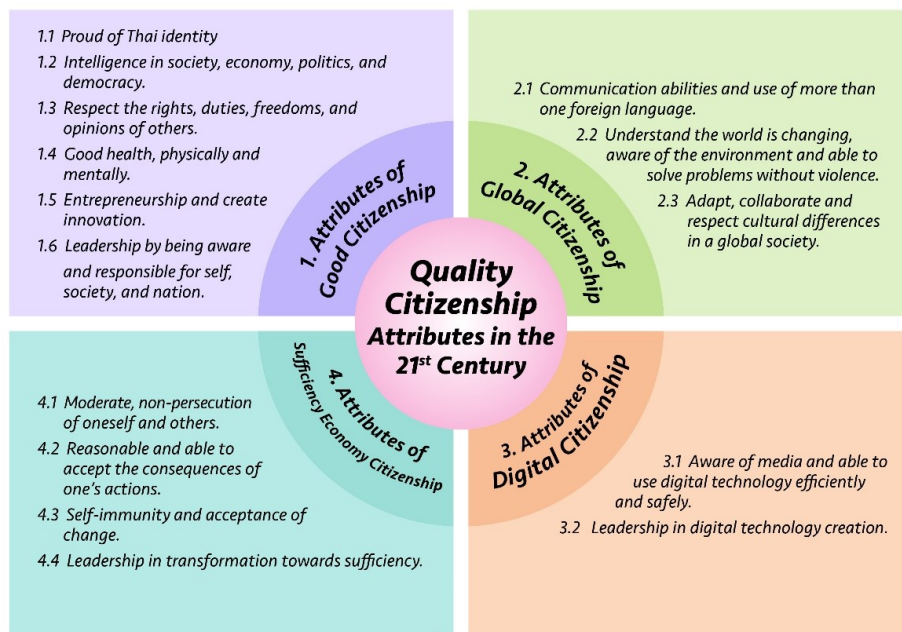 1.1 Proud of Thai identity
1.2 Intelligence in society, economy, politics, and
democracy.
1.3 Respect the rights, duties, freedoms, and
opinions of others.
1.4 Good health, physically and
mentally.
1.5 Entrepreneurship and create
innovation.
1.6 Leadership by being aware
and responsible for self,
society, and nation.
1. Attributes of
Good Citizenship
2.1 Communication abilities and use of more than
one foreign language.
2.2 Understand the world is changing,
aware of the environment and able to
solve problems without violence.
2.3 Adapt, collaborate and
respect cultural differences
in a global society.
2. Attributes of
Global Citizenship
Quality
Citizenship
Attributes in the
21st Century
3. Attributes of
Digital Citizenship
3.1 Aware of media and able to
use digital technology efficiently
and safely.
3.2 Leadership in digital technology creation.
4. Attributes of
Sufficiency Economy Citizenship
4.1 Moderate, non-persecution
of oneself and others.
4.2 Reasonable and able to
accept the consequences of
one's actions.
4.3 Self-immunity and acceptance of
change.
4.4 Leadership in transformation towards sufficiency.